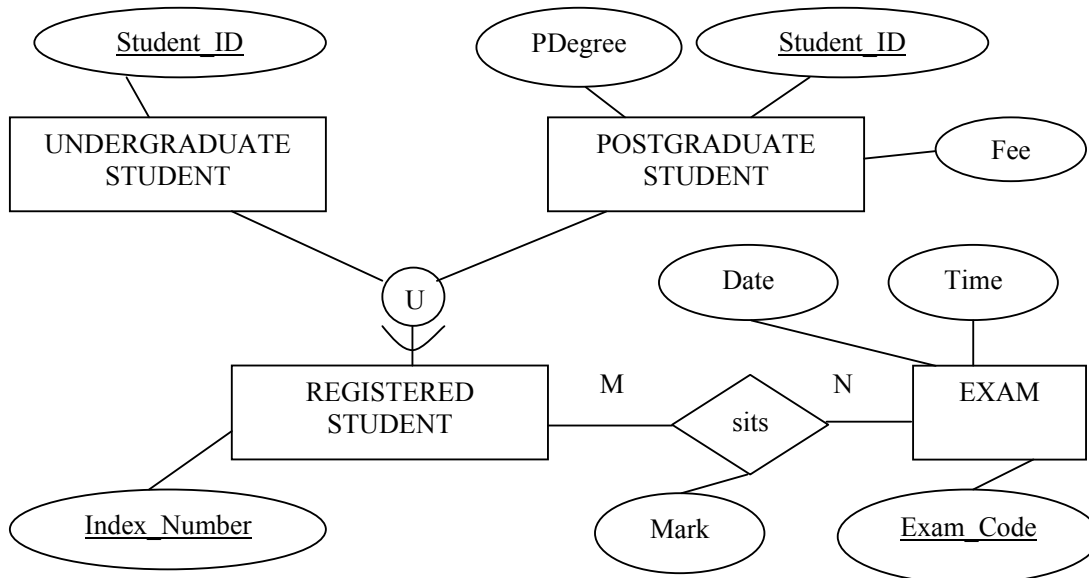 Student_ID
PDegree
Student_ID
UNDERGRADUATE
STUDENT
POSTGRADUATE
STUDENT
Fee
U
Date
Time
REGISTERED
STUDENT
M
sits
N
EXAM
Index_Number
Mark
Exam_Code